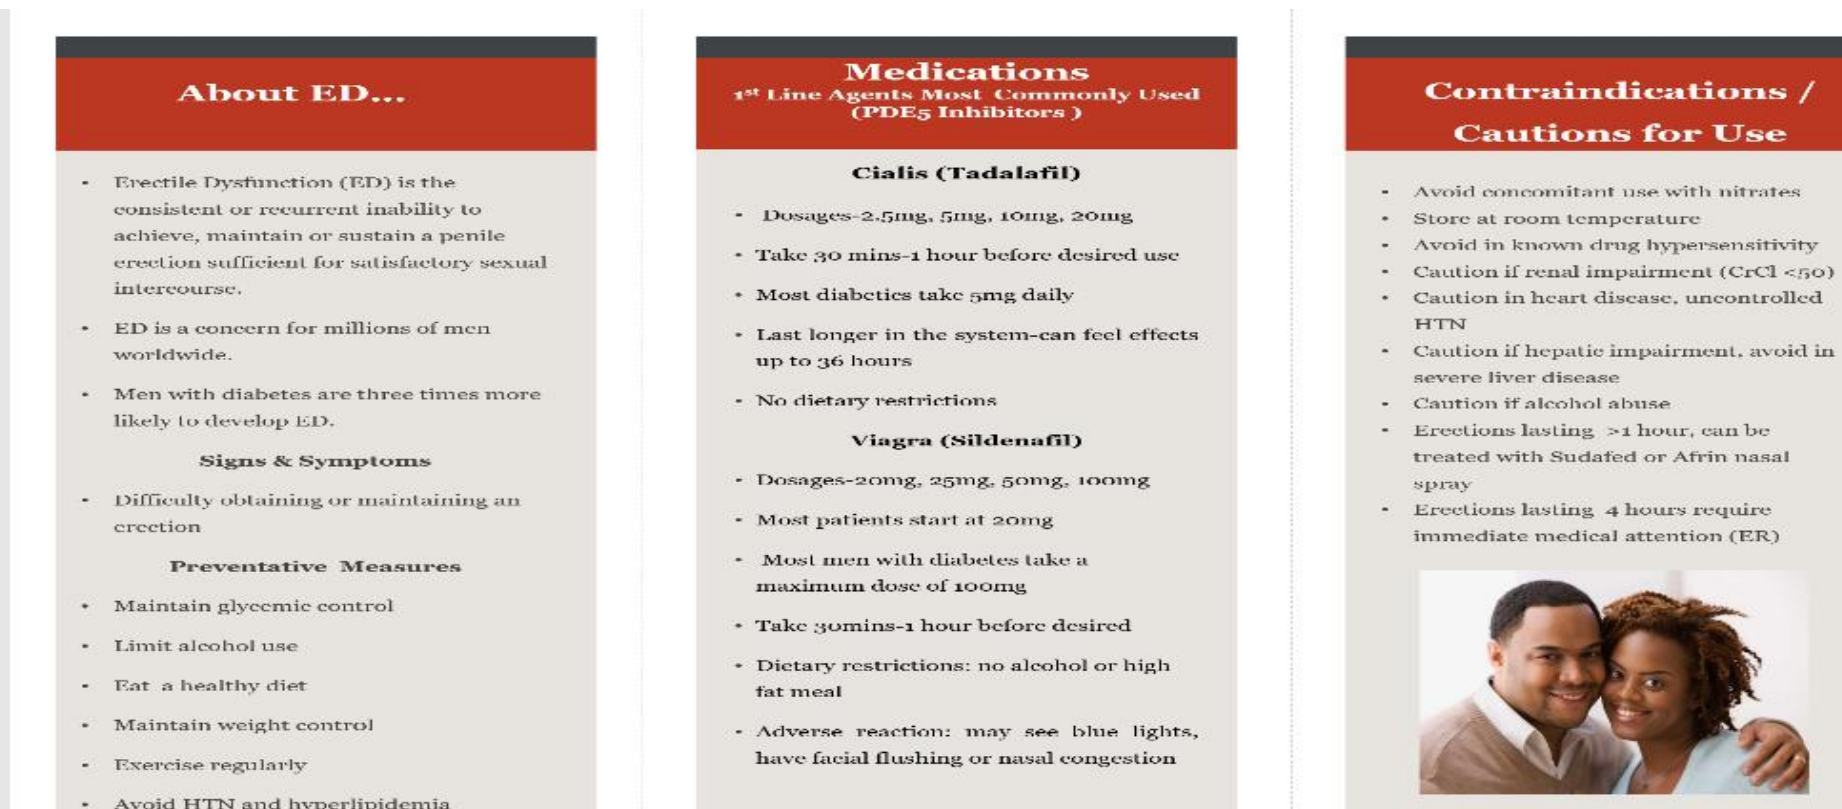 About ED...
• Erectile Dysfunction (ED) is the
consistent or recurrent inability to
achieve, maintain or sustain a penile
erection sufficient for satisfactory sexual
intercourse.
• ED is a concern for millions of men
worldwide.
• Men with diabetes are three times more
likely to develop ED.
Signs & Symptoms
• Difficulty obtaining or maintaining an
erection
Preventative Measures
• Maintain glycemic control
• Limit alcohol use
• Eat a healthy diet
• Maintain weight control
• Exercise regularly
• Avoid HTN and hyperlipidemia
Medications
1st Line Agents Most Commonly Used
(PDE5 Inhibitors )
Cialis (Tadalafil)
• Dosages-2.5mg, 5mg, 10mg, 20mg
• Take 30 mins-1 hour before desired use
• Most diabetics take 5mg daily
• Last longer in the system-can feel effects
up to 36 hours
• No dietary restrictions
Viagra (Sildenafil)
• Dosages-20mg, 25mg, 50mg, 100mg
• Most patients start at 20mg
• Most men with diabetes take a
maximum dose of 100mg
• Take 30mins-1 hour before desired
• Dietary restrictions: no alcohol or high
fat meal
• Adverse reaction: may see blue lights,
have facial flushing or nasal congestion
Contraindications /
Cautions for Use
• Avoid concomitant use with nitrates
• Store at room temperature
• Avoid in known drug hypersensitivity
• Caution if renal impairment (CrCl <50)
• Caution in heart disease, uncontrolled
HTN
• Caution if hepatic impairment, avoid in
severe liver disease
• Caution if alcohol abuse
• Erections lasting >1 hour, can be
treated with Sudafed or Afrin nasal
spray
• Erections lasting 4 hours require
immediate medical attention (ER)